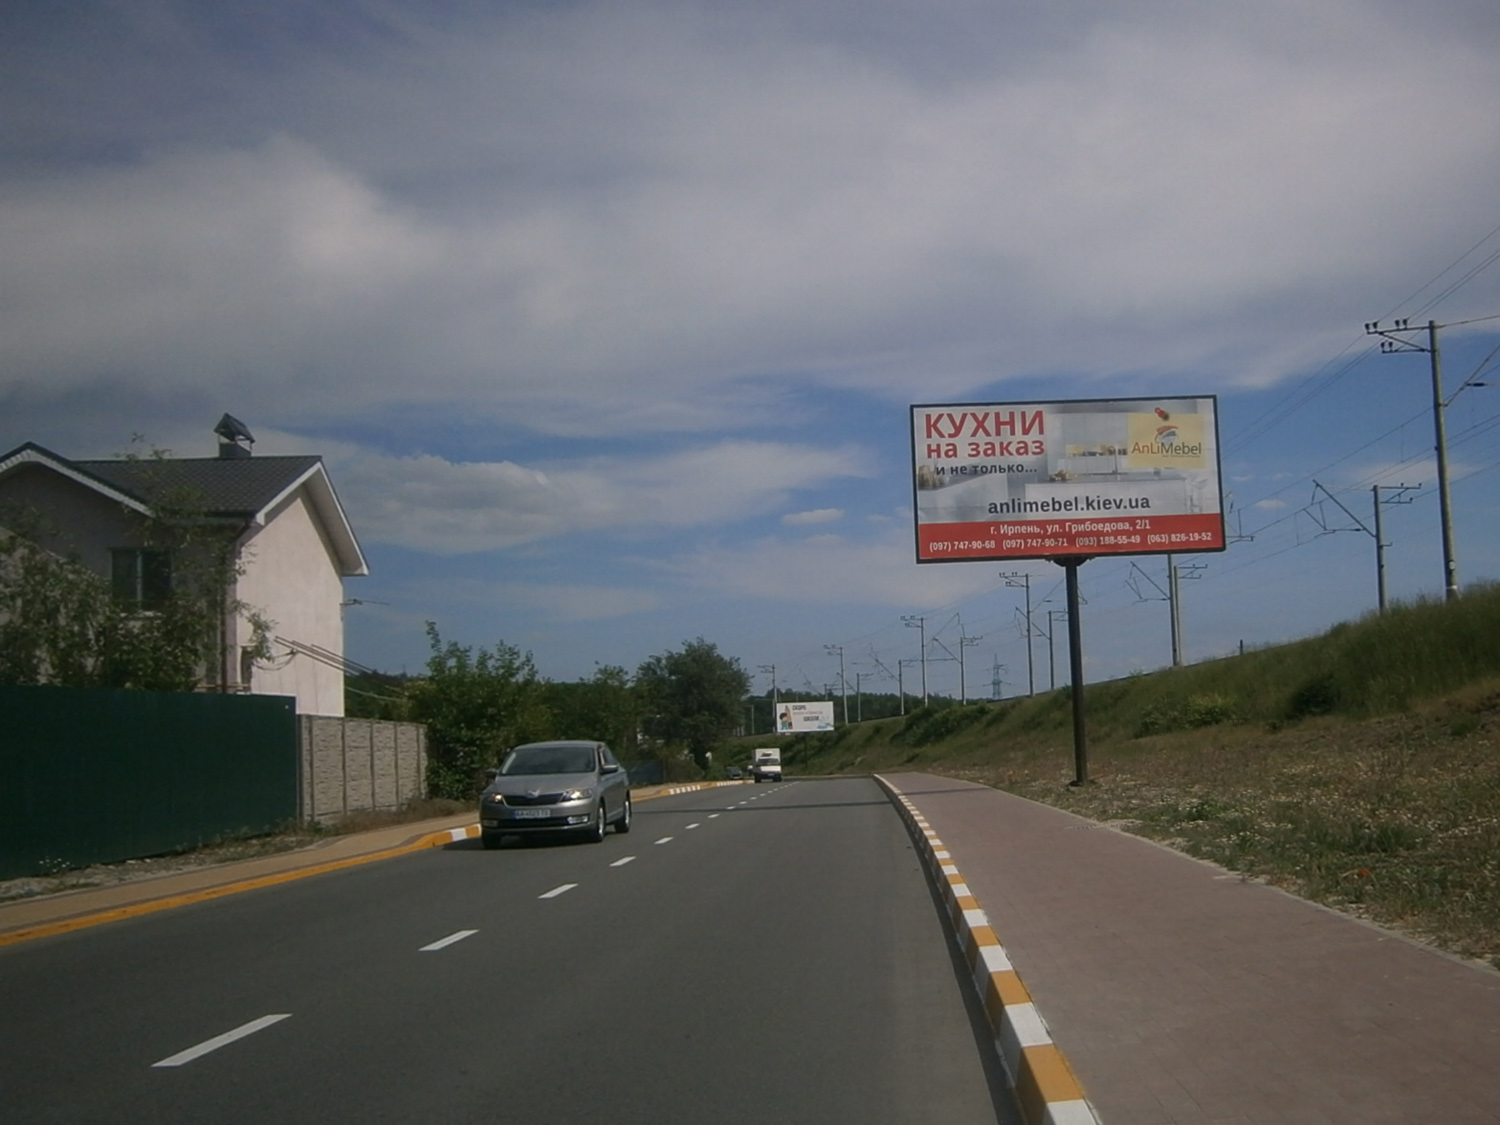 КУХНИ
на заказ
и не только...
AnLiMebel
anlimebel.kiev.ua
г. Ирпень, ул. Грибоедова, 2/1
(097) 747-90-68 (097) 747-90-71 (093) 188-55-49 (063) 826-19-52
СКОРО